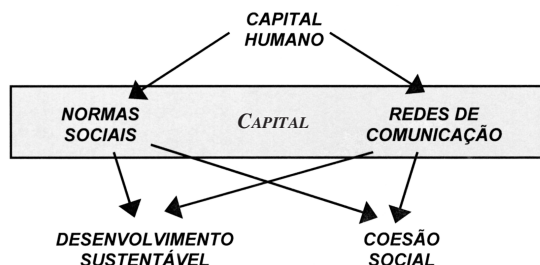 CAPITAL
HUMANO
NORMAS
SOCIAIS
CAPITAL
REDES DE
COMUNICAÇÃO
DESENVOLVIMENTO
SUSTENTÁVEL
COESÃO
SOCIAL